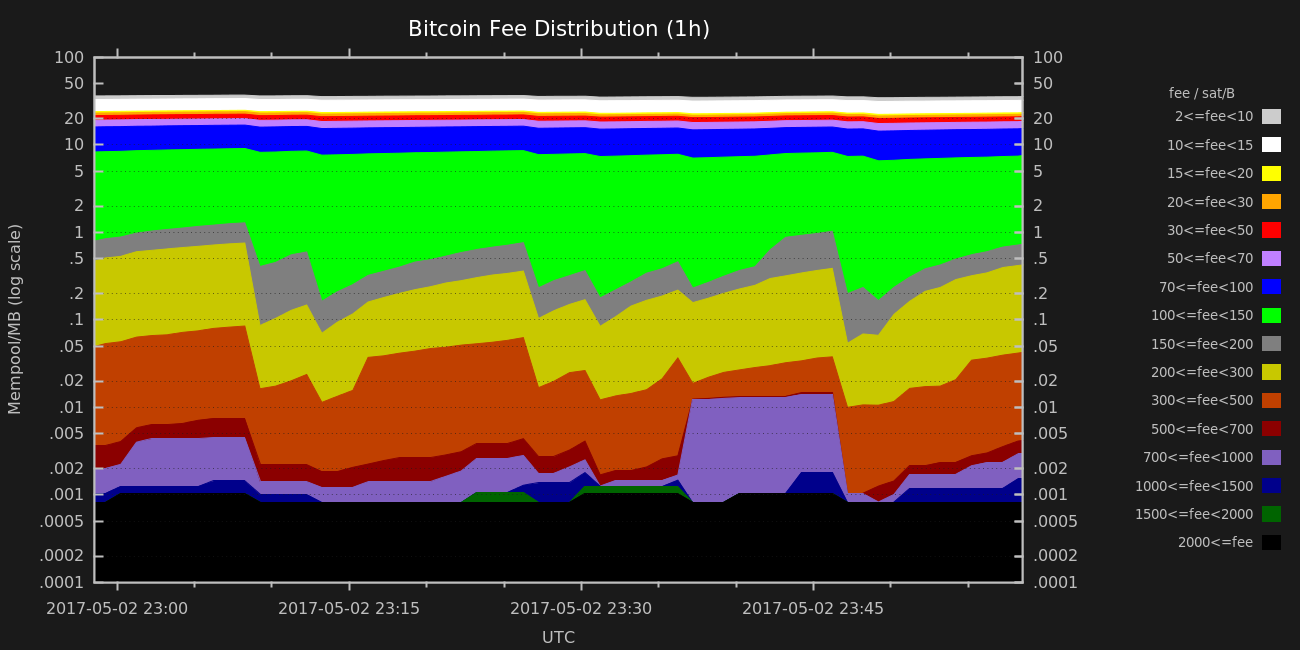 Bitcoin Fee Distribution (1h)
100 100
50 50
20 20
10 10
5 5
2 2
1 1
.5 .5
.2 .2
.1 .1
.05 .05
.02 .02
.01 .01
.005 .005
.002 .002
.001 .001
.0005 .0005
.0002 .0002
.0001 .0001
Mempool/MB (log scale)
2017-05-02 23:00 2017-05-02 23:15 2017-05-02 23:30 2017-05-02 23:45
UTC
fee / sat/B
2<=fee<10
10<=fee<15
15<=fee<20
20<=fee<30
30<=fee<50
50<=fee<70
70<=fee<100
100<=fee<150
150<=fee<200
200<=fee<300
300<=fee<500
500<=fee<700
700<=fee<1000
1000<=fee<1500
1500<=fee<2000
2000<=fee